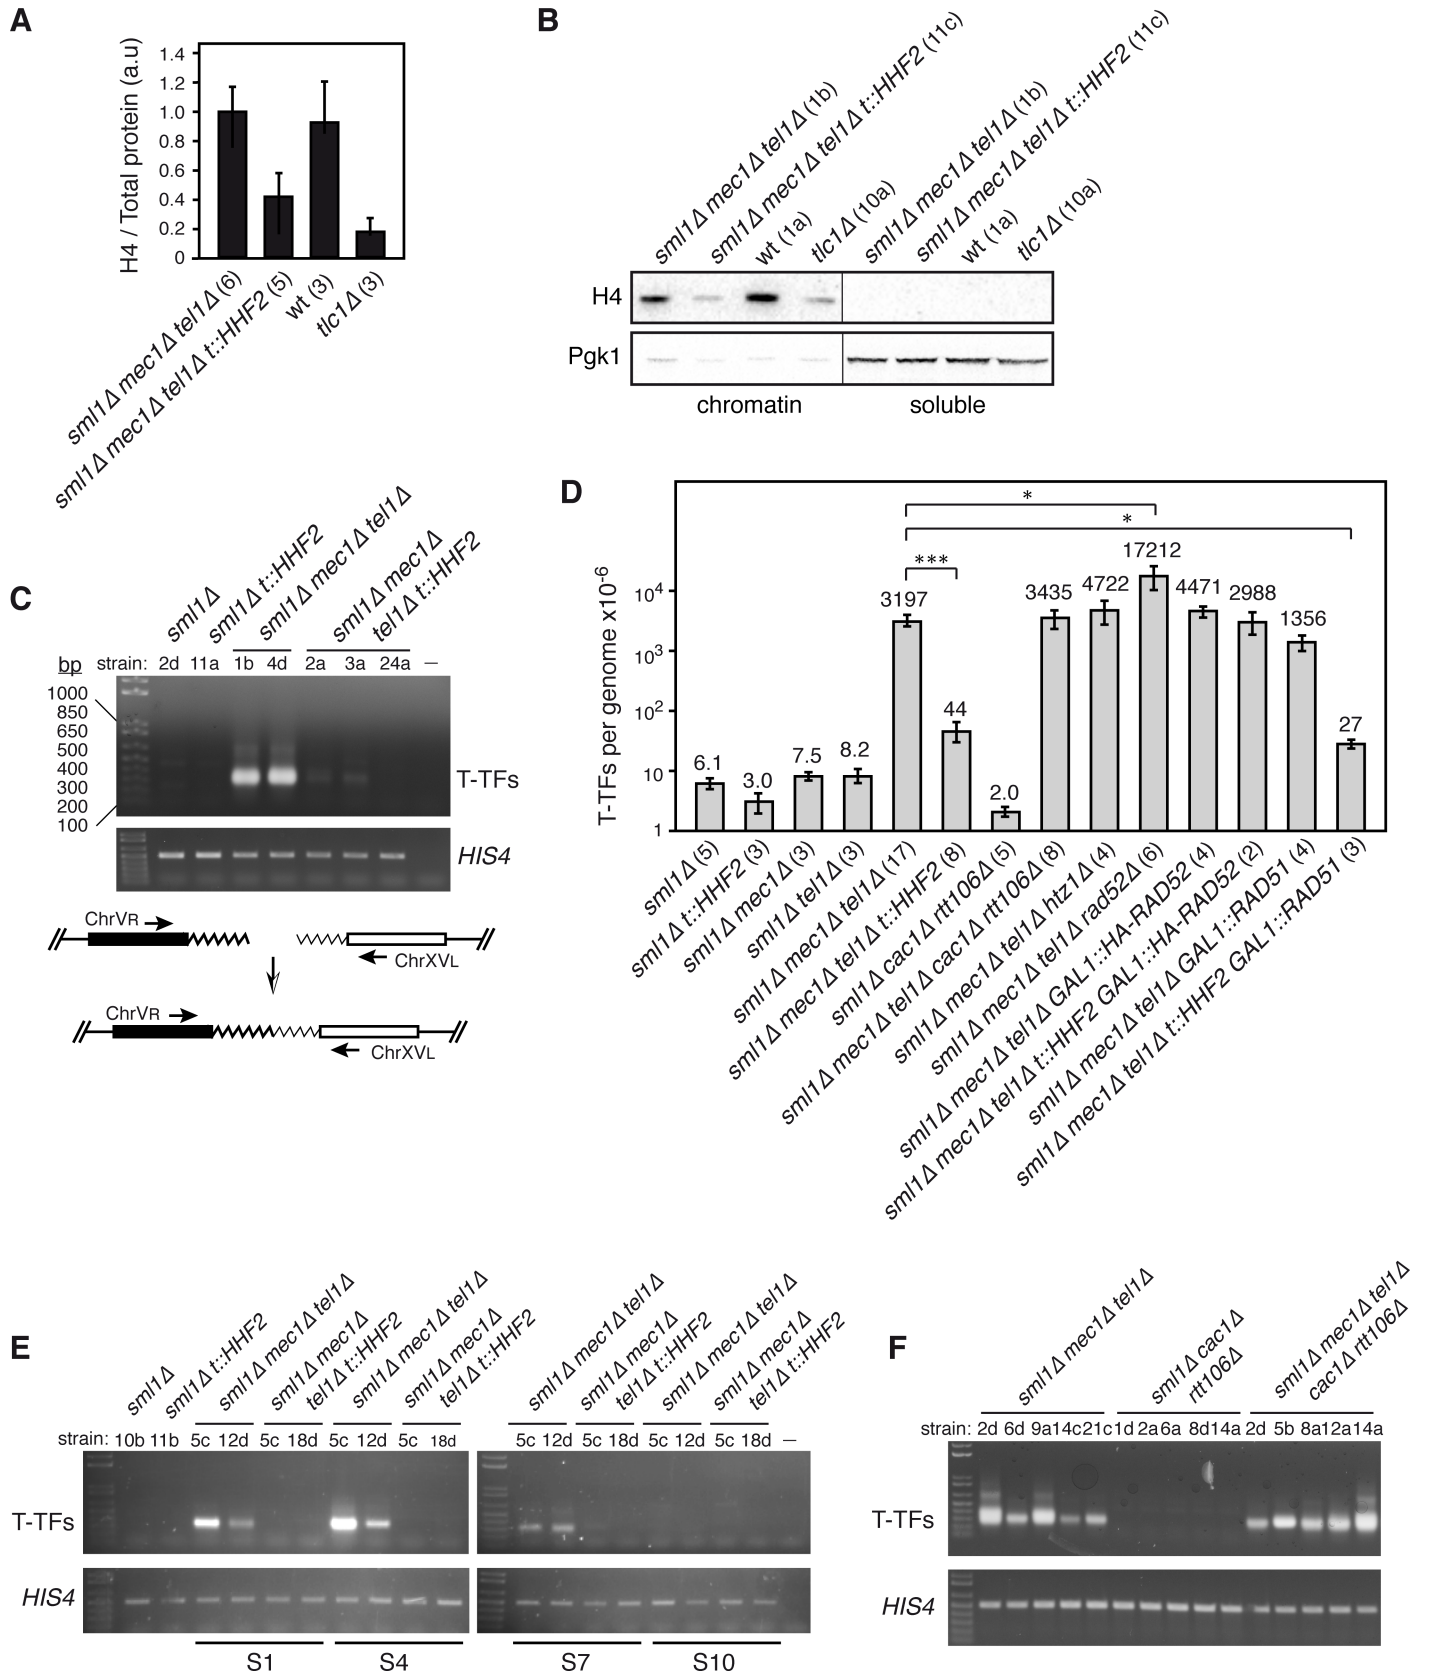 A
H4 / Total protein (a.u)
1.4
1.2
1.0
0.8
0.6
0.4
0.2
0
sml1Δ mec1Δ tel1Δ (6)
sml1Δ mec1Δ tel1Δ t::HHF2 (5)
wt (3)
tlc1Δ (3)
B
sml1Δ mec1Δ tel1Δ (1b)
sml1Δ mec1Δ tel1Δ t::HHF2 (11c)
wt (1a)
tlc1Δ (10a)
sml1Δ mec1Δ tel1Δ (1b)
sml1Δ mec1Δ tel1Δ t::HHF2 (11c)
wt (1a)
tlc1Δ (10a)
H4
Pgk1
chromatin soluble
C
sml1Δ
sml1Δ t::HHF2
sml1Δ mec1Δ tel1Δ
sml1Δ mec1Δ
tel1Δ t::HHF2
bp strain: 2d 11a 1b 4d 2a 3a 24a –
1000
850
650
500
400
300
200
100
T-TFs
HIS4
ChrVR
ChrXVL
ChrVR
ChrXVL
D
T-TFs per genome x10-6
10⁴
10³
10²
10
1
* 
*
***
6.1
3.0
7.5
8.2
3197
44
2.0
3435
4722
17212
4471
2988
1356
27
sml1Δ (5)
sml1Δ t::HHF2 (3)
sml1Δ mec1Δ (3)
sml1Δ tel1Δ (3)
sml1Δ mec1Δ tel1Δ (17)
sml1Δ mec1Δ tel1Δ t::HHF2 (8)
sml1Δ cac1Δ rtt106Δ (5)
sml1Δ mec1Δ tel1Δ cac1Δ rtt106Δ (8)
sml1Δ mec1Δ tel1Δ htz1Δ (4)
sml1Δ mec1Δ tel1Δ rad52Δ (6)
sml1Δ mec1Δ tel1Δ GAL1::HA-RAD52 (4)
sml1Δ mec1Δ tel1Δ t::HHF2 GAL1::HA-RAD52 (2)
sml1Δ mec1Δ tel1Δ GAL1::RAD51 (4)
sml1Δ mec1Δ tel1Δ t::HHF2 GAL1::RAD51 (3)
E
sml1Δ
sml1Δ t::HHF2
sml1Δ mec1Δ tel1Δ
sml1Δ mec1Δ
tel1Δ t::HHF2
sml1Δ mec1Δ tel1Δ
sml1Δ mec1Δ
tel1Δ t::HHF2
sml1Δ mec1Δ tel1Δ
sml1Δ mec1Δ
tel1Δ t::HHF2
sml1Δ mec1Δ tel1Δ
sml1Δ mec1Δ
tel1Δ t::HHF2
strain: 10b 11b 5c 12d 5c 18d 5c 12d 5c 18d 5c 12d 5c 18d 5c 12d 5c 18d –
T-TFs
HIS4
S1 S4 S7 S10
F
sml1Δ mec1Δ tel1Δ
sml1Δ cac1Δ
rtt106Δ
sml1Δ mec1Δ tel1Δ
cac1Δ rtt106Δ
strain: 2d 6d 9a 14c 21c 1d 2a 6a 8d 14a 2d 5b 8a 12a 14a
T-TFs
HIS4